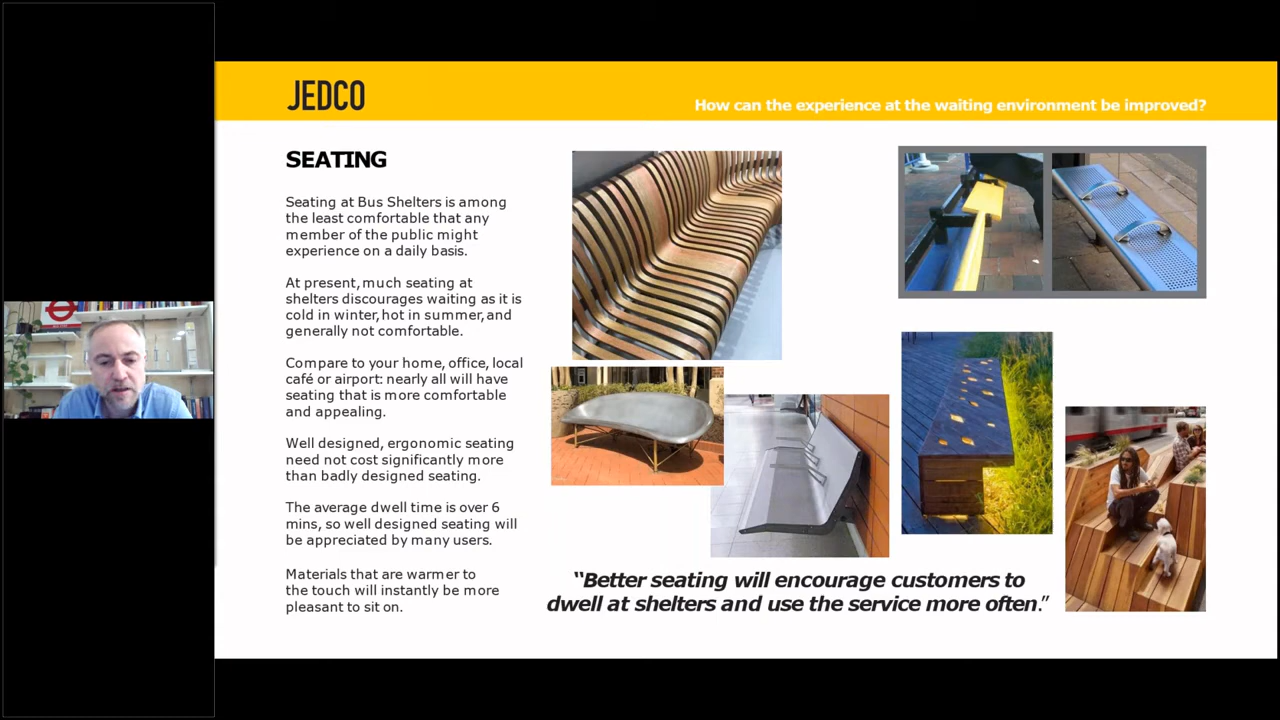 JEDCO
How can the experience at the waiting environment be improved?
SEATING
Seating at Bus Shelters is among
the least comfortable that any
member of the public might
experience on a daily basis.
At present, much seating at
shelters discourages waiting as it is
cold in winter, hot in summer, and
generally not comfortable.
Compare to your home, office, local
café or airport: nearly all will have
seating that is more comfortable
and appealing.
Well designed, ergonomic seating
need not cost significantly more
than badly designed seating.
The average dwell time is over 6
mins, so well designed seating will
be appreciated by many users.
Materials that are warmer to
the touch will instantly be more
pleasant to sit on.
“Better seating will encourage customers to
dwell at shelters and use the service more often.”